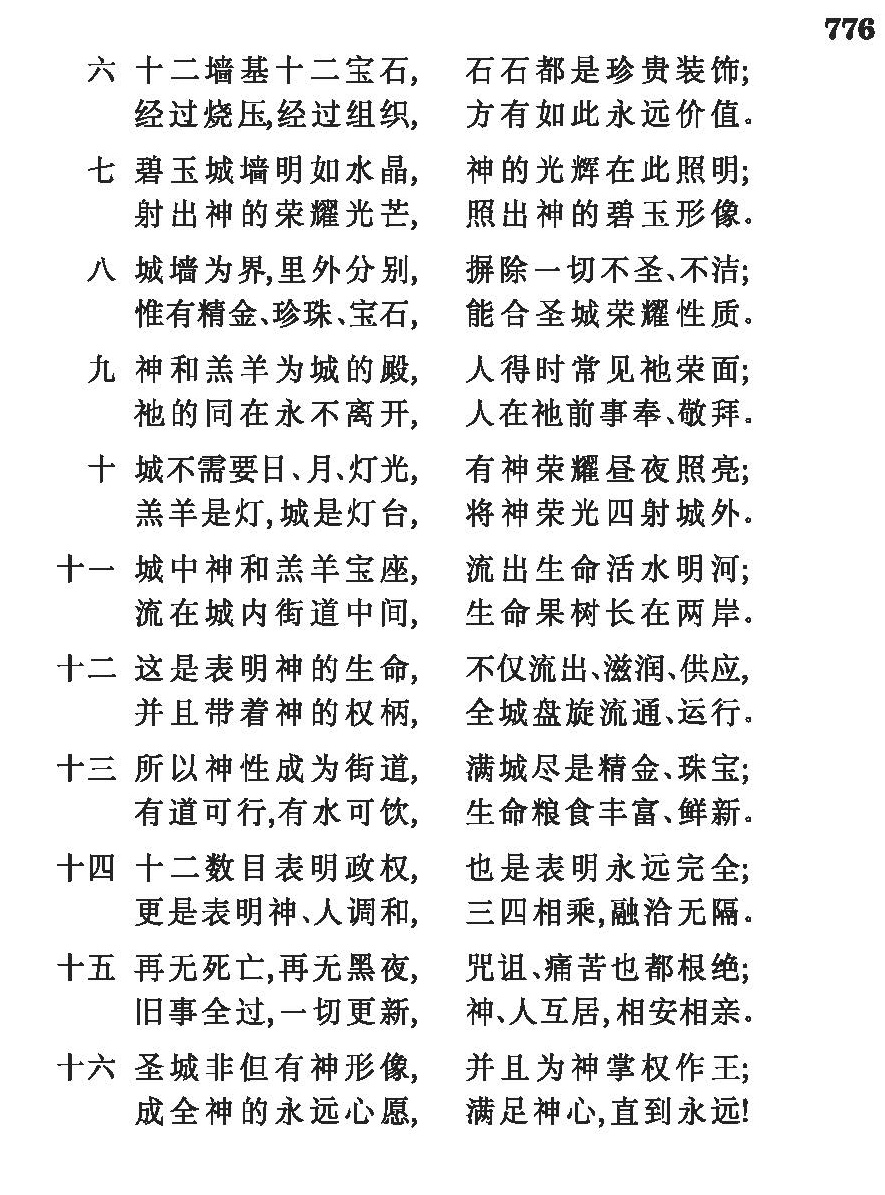 776
六 十二墙基十二宝石, 石石都是珍贵装饰;
经过烧压,经过组织, 方有如此永远价值。
七 碧玉城墙明如水晶, 神的光辉在此照明;
射出神的荣耀光芒, 照出神的碧玉形像。
八 城墙为界,里外分别, 摒除一切不圣、不洁;
惟有精金、珍珠、宝石, 能合圣城荣耀性质。
九 神和羔羊为城的殿, 人得时常见祂荣面;
祂的同在永不离开, 人在祂前事奉、敬拜。
十 城不需要日、月、灯光, 有神荣耀昼夜照亮;
羔羊是灯,城是灯台, 将神荣光四射城外。
十一 城中神和羔羊宝座, 流出生命活水明河;
流在城内街道中间, 生命果树长在两岸。
十二 这是表明神的生命, 不仅流出、滋润、供应,
并且带着神的权柄, 全城盘旋流通、运行。
十三 所以神性成为街道, 满城尽是精金、珠宝;
有道可行,有水可饮, 生命粮食丰富、鲜新。
十四 十二数目表明政权, 也是表明永远完全;
更是表明神、人调和, 三四相乘,融洽无隔。
十五 再无死亡,再无黑夜, 咒诅、痛苦也都根绝;
旧事全过,一切更新, 神、人互居,相安相亲。
十六 圣城非但有神形像, 并且为神掌权作王;
成全神的永远心愿, 满足神心,直到永远!